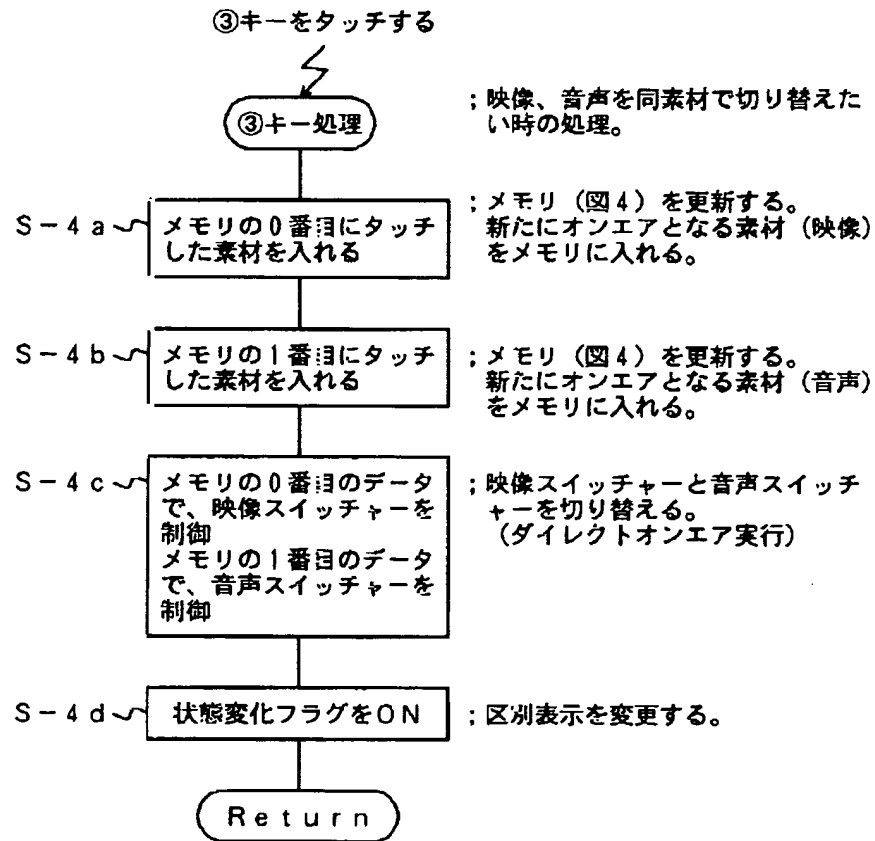 ③キーをタッチする
③キー処理
;映像、音声を同素材で切り替えた
い時の処理。
S-4a
メモリの0番目にタッチ
した素材を入れる
;メモリ(図4)を更新する。
新たにオンエアとなる素材(映像)
をメモリに入れる。
S-4b
メモリの1番目にタッチ
した素材を入れる
;メモリ(図4)を更新する。
新たにオンエアとなる素材(音声)
をメモリに入れる。
S-4c
メモリの0番目のデータ
で、映像スイッチャーを
制御
メモリの1番目のデータ
で、音声スイッチャーを
制御
;映像スイッチャーと音声スイッチ
ャーを切り替える。
(ダイレクトオンエア実行)
S-4d
状態変化フラグをON
;区別表示を変更する。
Return